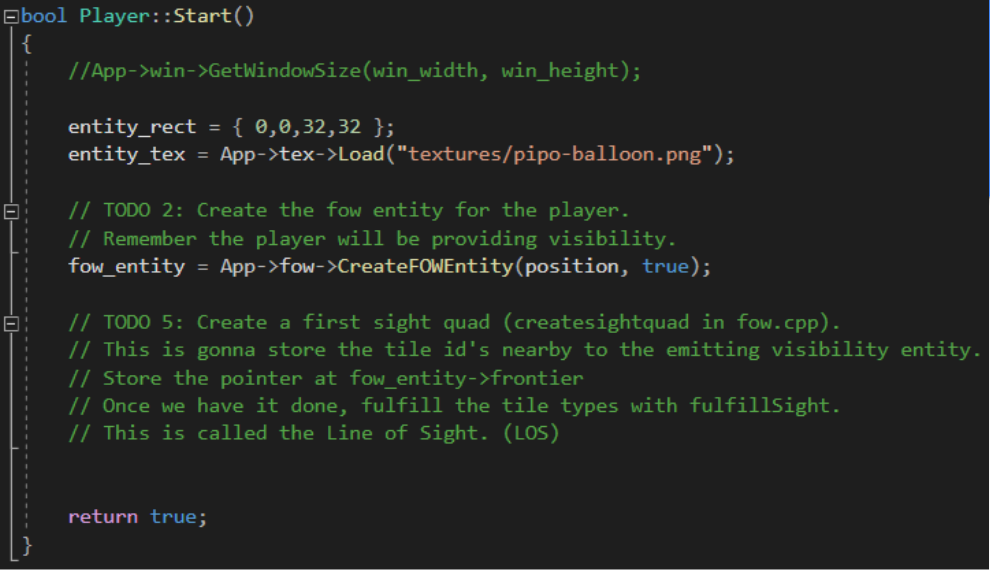 bool Player::Start()
{
//App->win->GetWindowSize(win_width, win_height);
entity_rect = { 0,0,32,32 };
entity_tex = App->tex->Load("textures/pipo-balloon.png");
// TODO 2: Create the fow entity for the player.
// Remember the player will be providing visibility.
fow_entity = App->fow->CreateFOWEntity(position, true);
// TODO 5: Create a first sight quad (createsightquad in fow.cpp).
// This is gonna store the tile id's nearby to the emitting visibility entity.
// Store the pointer at fow_entity->frontier
// Once we have it done, fulfill the tile types with fulfillSight.
// This is called the Line of Sight. (LOS)
return true;
}